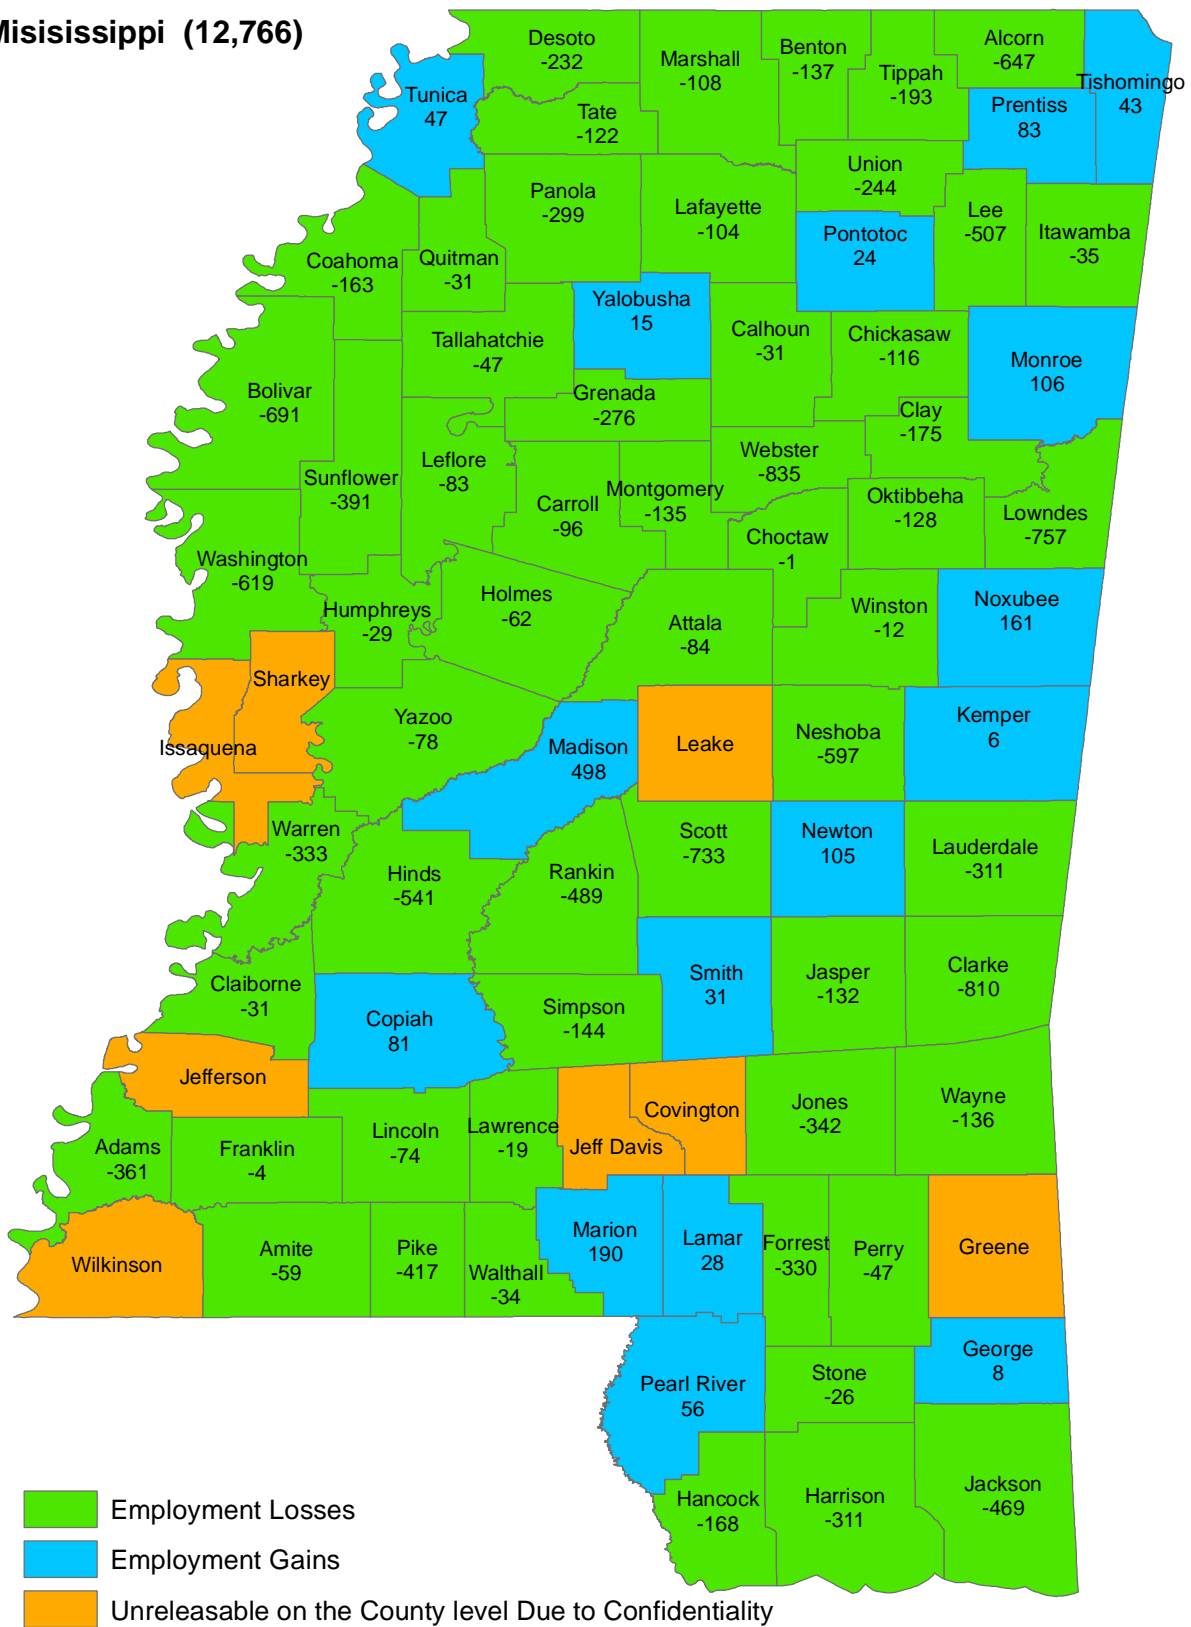 Misississippi (12,766)
Desoto
-232
Marshall
-108
Benton
-137
Tippah
-193
Alcorn
-647
Tishomingo
43
Tunica
47
Tate
-122
Prentiss
83
Union
-244
Panola
-299
Lafayette
-104
Pontotoc
24
Lee
-507
Itawamba
-35
Coahoma
-163
Quitman
-31
Yalobusha
15
Tallahatchie
-47
Calhoun
-31
Chickasaw
-116
Monroe
106
Bolivar
-691
Grenada
-276
Clay
-175
Sunflower
-391
Leflore
-83
Carroll
-96
Montgomery
-135
Webster
-835
Oktibbeha
-128
Lowndes
-757
Choctaw
-1
Washington
-619
Humphreys
-29
Holmes
-62
Attala
-84
Winston
-12
Noxubee
161
Sharkey
Issaquena
Yazoo
-78
Madison
498
Leake
Neshoba
-597
Kemper
6
Warren
-333
Hinds
-541
Rankin
-489
Scott
-733
Newton
105
Lauderdale
-311
Claiborne
-31
Copiah
81
Simpson
-144
Smith
31
Jasper
-132
Clarke
-810
Jefferson
Adams
-361
Franklin
-4
Lincoln
-74
Lawrence
-19
Jeff Davis
Covington
Jones
-342
Wayne
-136
Wilkinson
Amite
-59
Pike
-417
Walthall
-34
Marion
190
Lamar
28
Forrest
-330
Perry
-47
Greene
Pearl River
56
Stone
-26
George
8
Hancock
-168
Harrison
-311
Jackson
-469
Employment Losses
Employment Gains
Unreleasable on the County level Due to Confidentiality